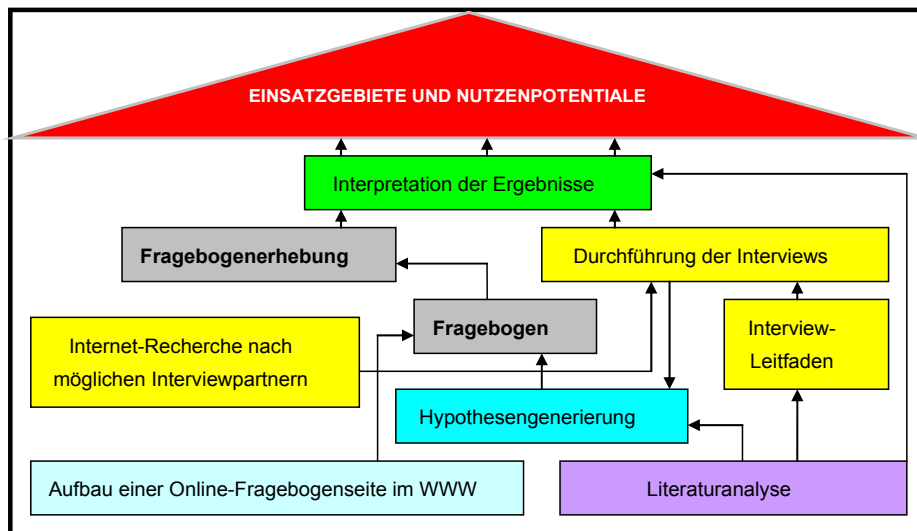 EINSATZGEBIETE UND NUTZENPOTENTIALE
Interpretation der Ergebnisse
Fragebogenerhebung
Durchführung der Interviews
Fragebogen
Interview-
Leitfaden
Internet-Recherche nach
möglichen Interviewpartnern
Hypothesengenerierung
Aufbau einer Online-Fragebogenseite im WWW
Literaturanalyse